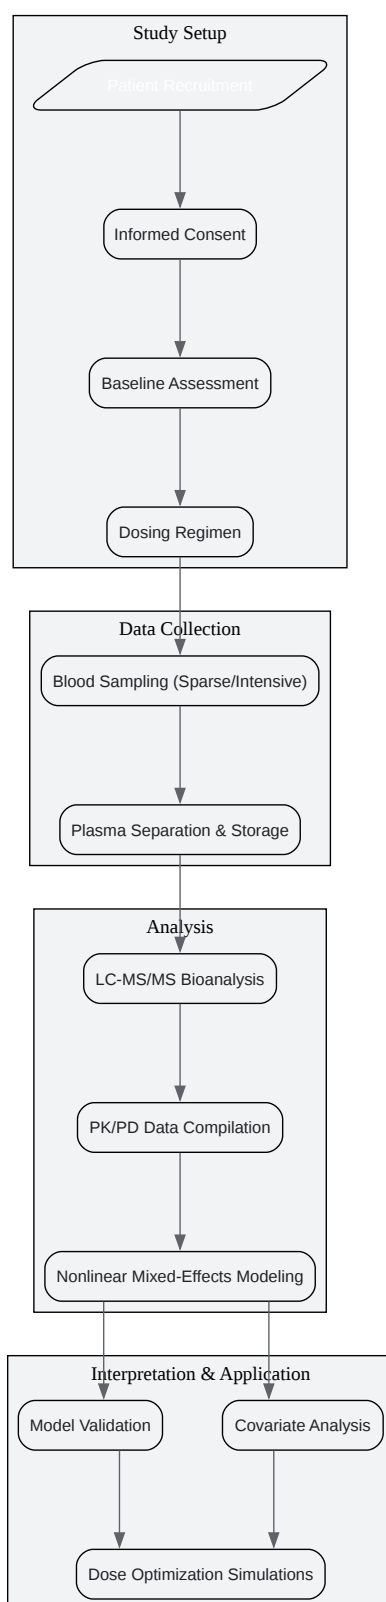 Study Setup
Patient Recruitment
Informed Consent
Baseline Assessment
Dosing Regimen
Data Collection
Blood Sampling (Sparse/Intensive)
Plasma Separation & Storage
Analysis
LC-MS/MS Bioanalysis
PK/PD Data Compilation
Nonlinear Mixed-Effects Modeling
Interpretation & Application
Model Validation
Covariate Analysis
Dose Optimization Simulations